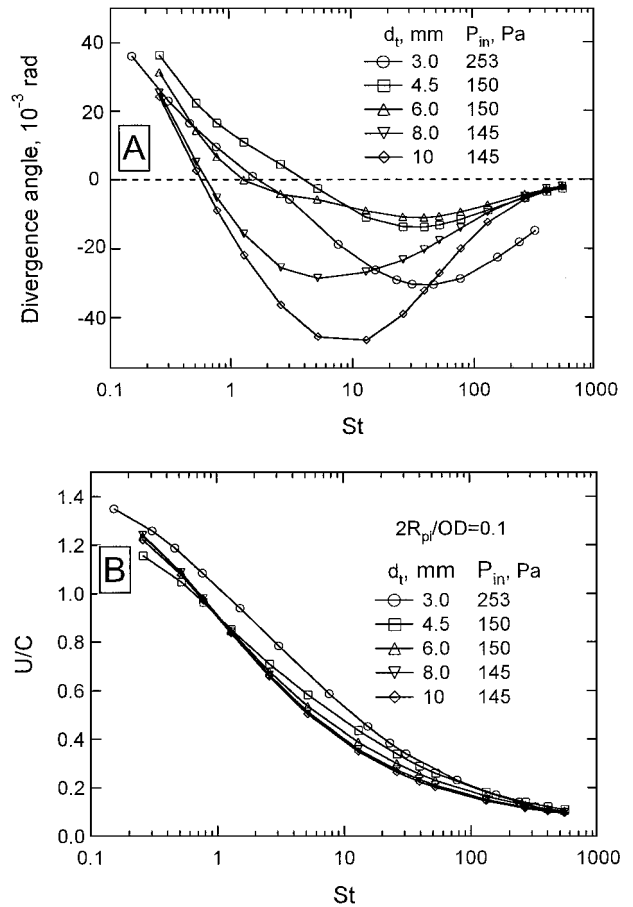 d_t, mm P_in, Pa
3.0 253
4.5 150
6.0 150
8.0 145
10 145
A
Divergence angle, 10⁻³ rad
40
20
0
-20
-40
0.1 1 10 100 1000
St
2R_pi/OD=0.1
d_t, mm P_in, Pa
3.0 253
4.5 150
6.0 150
8.0 145
10 145
B
U/C
1.4
1.2
1.0
0.8
0.6
0.4
0.2
0.0
0.1 1 10 100 1000
St